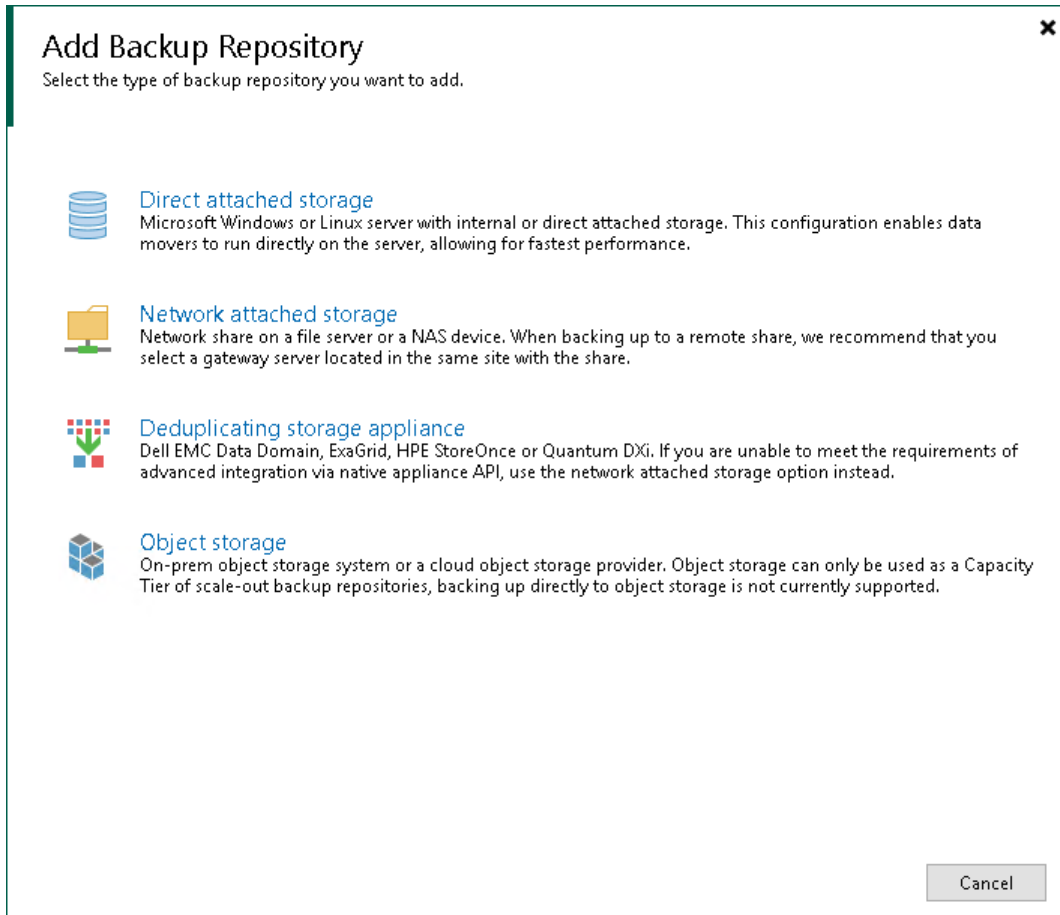 Add Backup Repository
Select the type of backup repository you want to add.
Direct attached storage
Microsoft Windows or Linux server with internal or direct attached storage. This configuration enables data
movers to run directly on the server, allowing for fastest performance.
Network attached storage
Network share on a file server or a NAS device. When backing up to a remote share, we recommend that you
select a gateway server located in the same site with the share.
Deduplicating storage appliance
Dell EMC Data Domain, ExaGrid, HPE StoreOnce or Quantum DXi. If you are unable to meet the requirements of
advanced integration via native appliance API, use the network attached storage option instead.
Object storage
On-prem object storage system or a cloud object storage provider. Object storage can only be used as a Capacity
Tier of scale-out backup repositories, backing up directly to object storage is not currently supported.
Cancel